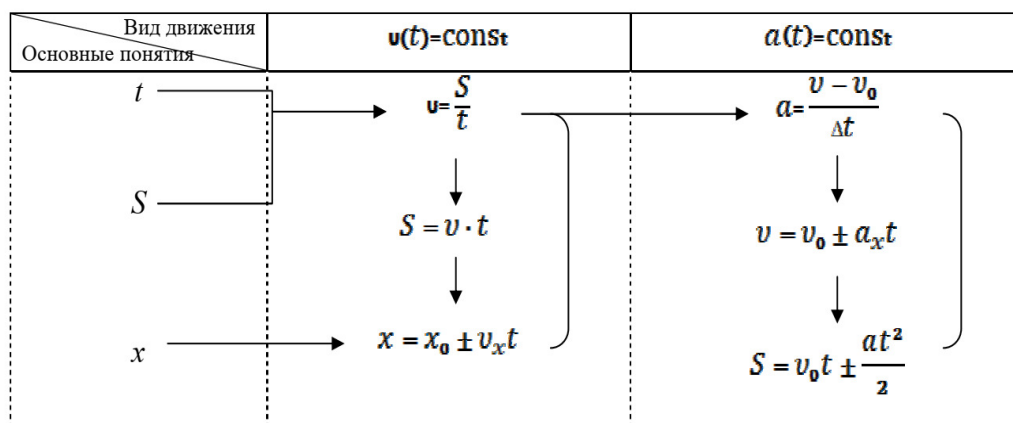 Вид движения
Основные понятия
υ(t)=const
a(t)=const
t
υ=S/t
a=(υ − υ₀)/Δt
S
S = υ · t
υ = υ₀ ± aₓt
x
x = x₀ ± υₓt
S = υ₀t ± at²/2